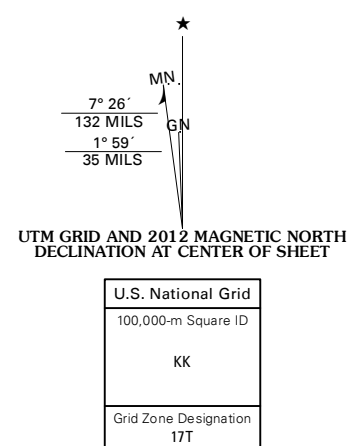 MN
7° 26´
132 MILS
GN
1° 59´
35 MILS
UTM GRID AND 2012 MAGNETIC NORTH
DECLINATION AT CENTER OF SHEET
U.S. National Grid
100,000-m Square ID
KK
Grid Zone Designation
17T